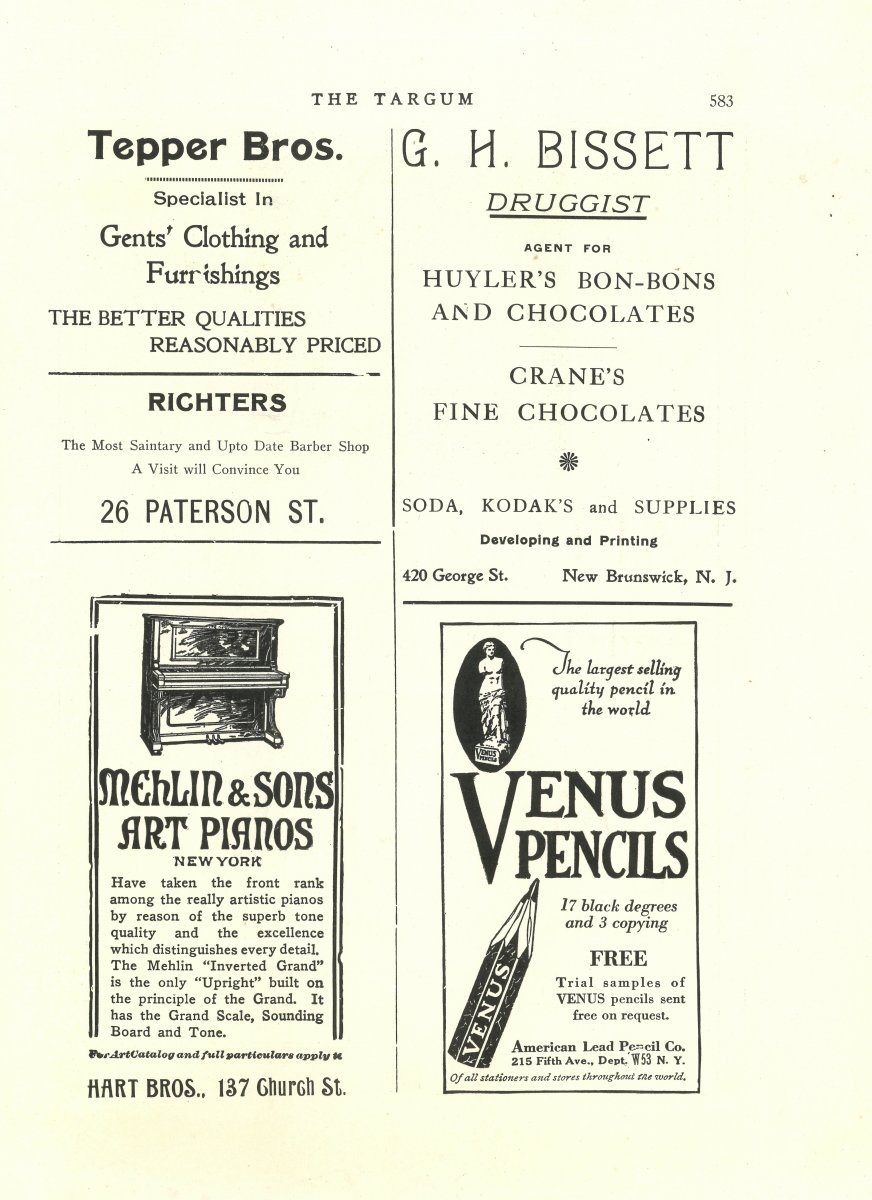 THE TARGUM
583
Tepper Bros.
Specialist In
Gents' Clothing and
Furnishings
THE BETTER QUALITIES
REASONABLY PRICED
RICHTERS
The Most Saintary and Upto Date Barber Shop
A Visit will Convince You
26 PATERSON ST.
MEhLIN & SONS
ART PIANOS
NEW YORK
Have taken the front rank
among the really artistic pianos
by reason of the superb tone
quality and the excellence
which distinguishes every detail.
The Mehlin "Inverted Grand"
is the only "Upright" built on
the principle of the Grand. It
has the Grand Scale, Sounding
Board and Tone.
For Art Catalog and full particulars apply to
HART BROS., 137 Church St.
G. H. BISSETT
DRUGGIST
AGENT FOR
HUYLER'S BON-BONS
AND CHOCOLATES
CRANE'S
FINE CHOCOLATES
SODA, KODAK'S and SUPPLIES
Developing and Printing
420 George St. New Brunswick, N. J.
The largest selling
quality pencil in
the world
VENUS
PENCILS
VENUS
PENCILS
17 black degrees
and 3 copying
FREE
Trial samples of
VENUS pencils sent
free on request.
VENUS
American Lead Pencil Co.
215 Fifth Ave., Dept. W53 N. Y.
Of all stationers and stores throughout the world.